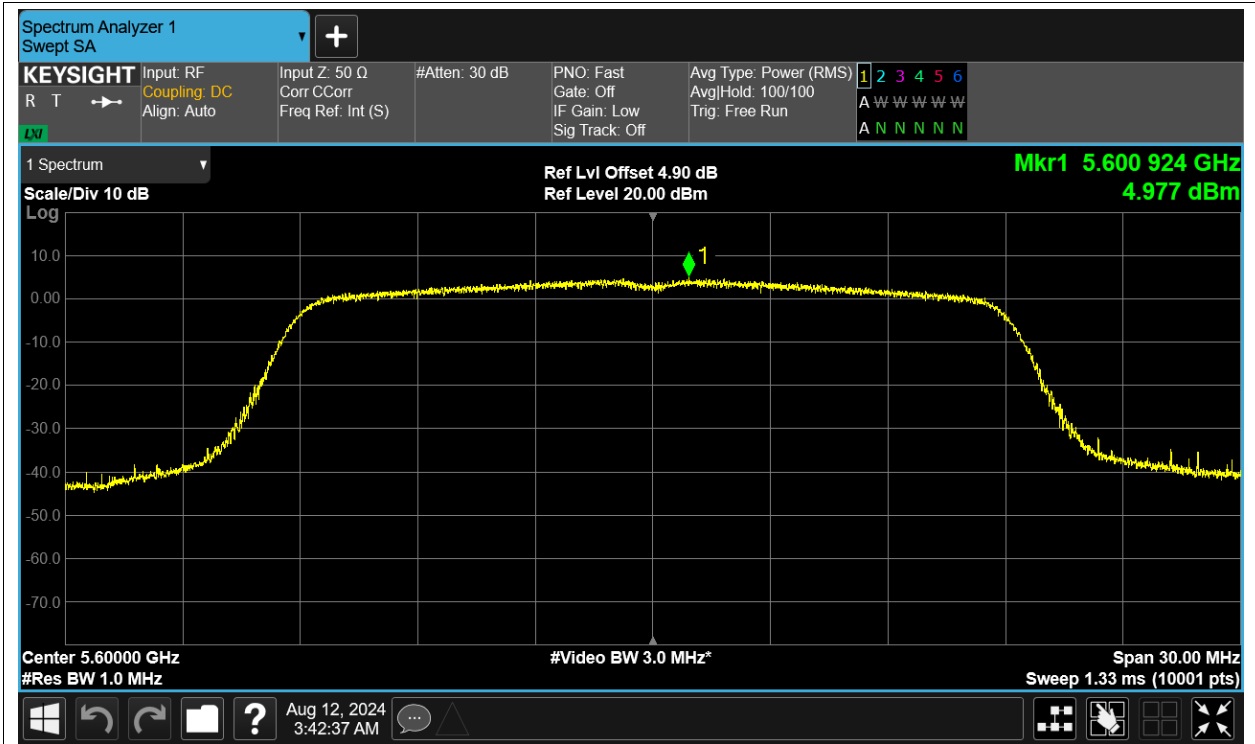 Spectrum Analyzer 1
Swept SA
KEYSIGHT
R T
LXI
Input: RF
Coupling: DC
Align: Auto
Input Z: 50 Ω
Corr CCorr
Freq Ref: Int (S)
#Atten: 30 dB
PNO: Fast
Gate: Off
IF Gain: Low
Sig Track: Off
Avg Type: Power (RMS)
Avg|Hold: 100/100
Trig: Free Run
1 2 3 4 5 6
A W W W W W
A N N N N N
1 Spectrum
Scale/Div 10 dB
Log
Ref Lvl Offset 4.90 dB
Ref Level 20.00 dBm
Mkr1 5.600 924 GHz
4.977 dBm
1
10.0
0.00
-10.0
-20.0
-30.0
-40.0
-50.0
-60.0
-70.0
Center 5.60000 GHz
#Res BW 1.0 MHz
#Video BW 3.0 MHz*
Span 30.00 MHz
Sweep 1.33 ms (10001 pts)
?
Aug 12, 2024
3:42:37 AM